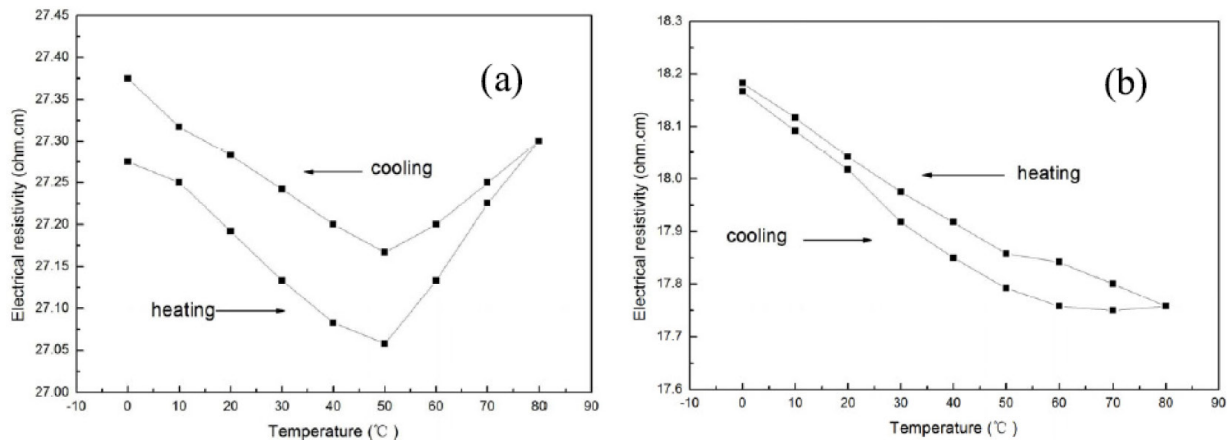 27.45
27.40
27.35
27.30
27.25
27.20
27.15
27.10
27.05
27.00
Electrical resistivity (ohm.cm)
(a)
cooling
heating
-10 0 10 20 30 40 50 60 70 80 90
Temperature (℃)
18.3
18.2
18.1
18.0
17.9
17.8
17.7
17.6
Electrical resistivity (ohm.cm)
(b)
heating
cooling
-10 0 10 20 30 40 50 60 70 80 90
Temperature (℃)